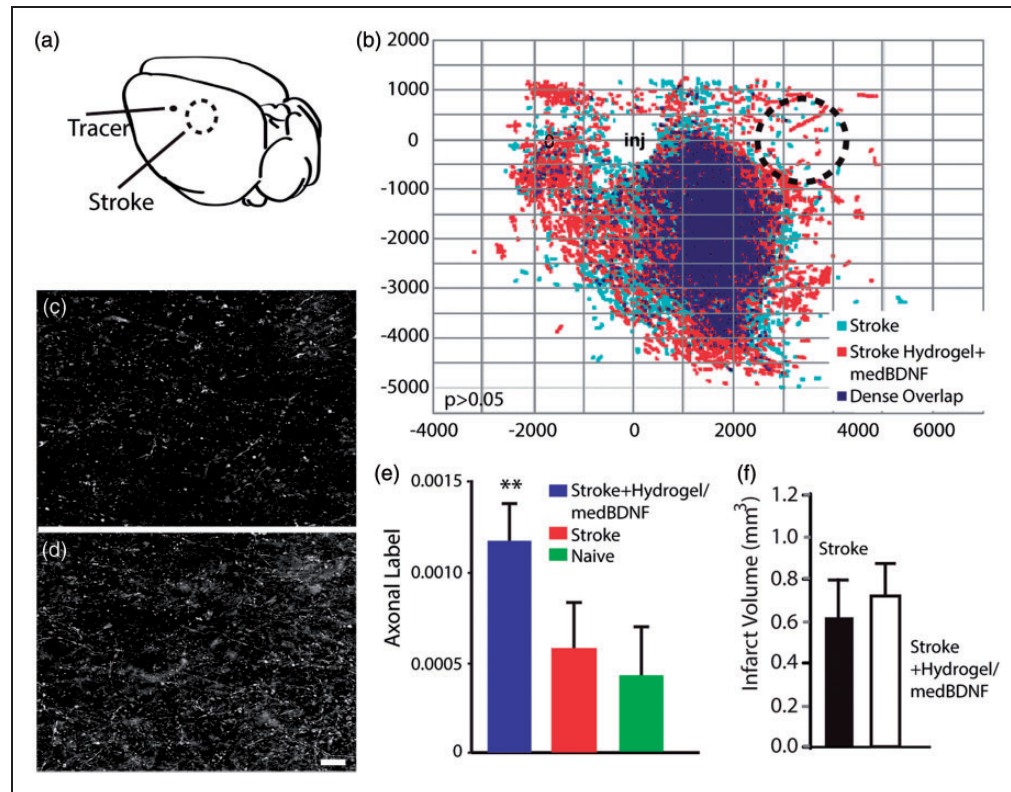 (a)
Tracer
Stroke
(b)
2000
1000
0
-1000
-2000
-3000
-4000
-5000
0
inj
Stroke
Stroke Hydrogel+
medBDNF
Dense Overlap
p>0.05
-4000 -2000 0 2000 4000 6000
(c)
(d)
(e)
0.0015
0.0010
0.0005
0
Axonal Label
**
Stroke+Hydrogel/
medBDNF
Stroke
Naive
(f)
1.2
1.0
0.8
0.6
0.4
0.2
0.0
Infarct Volume (mm³)
Stroke
Stroke
+Hydrogel/
medBDNF